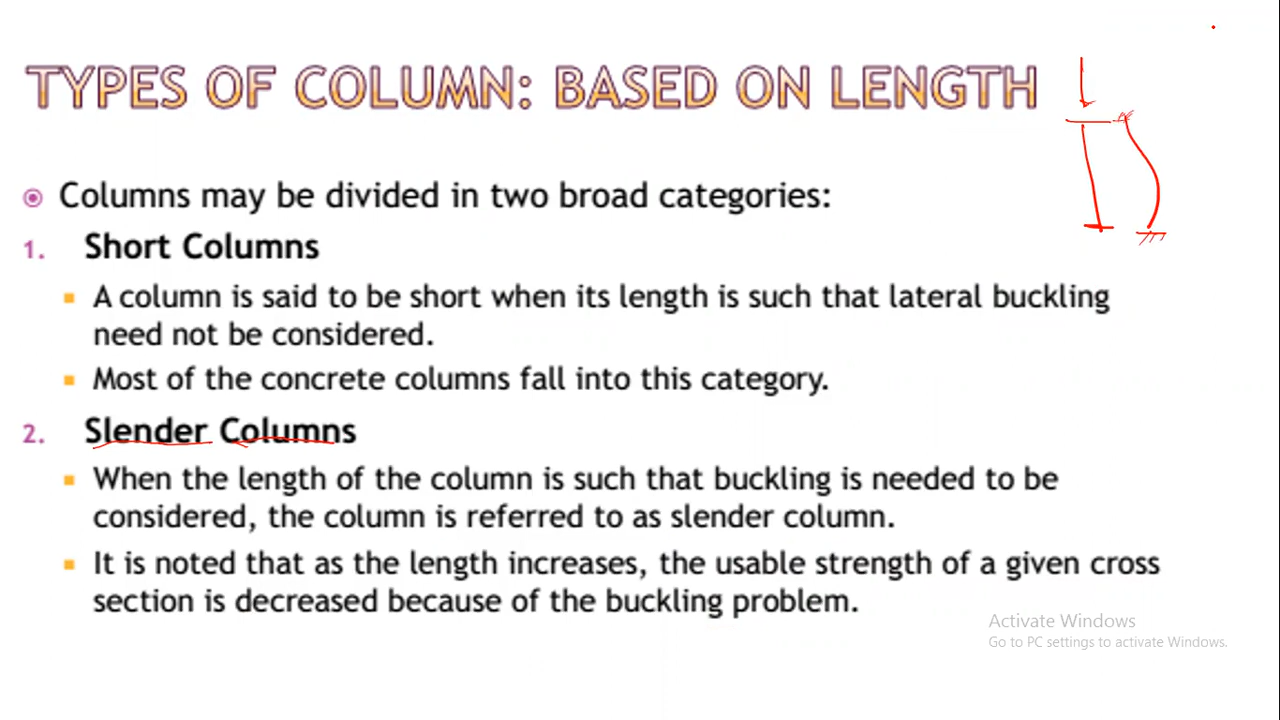 TYPES OF COLUMN: BASED ON LENGTH
Columns may be divided in two broad categories:
1. Short Columns
A column is said to be short when its length is such that lateral buckling
need not be considered.
Most of the concrete columns fall into this category.
2. Slender Columns
When the length of the column is such that buckling is needed to be
considered, the column is referred to as slender column.
It is noted that as the length increases, the usable strength of a given cross
section is decreased because of the buckling problem.
Activate Windows
Go to PC settings to activate Windows.